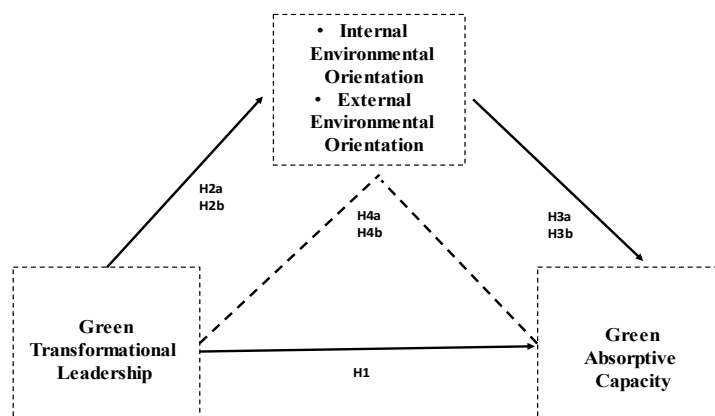 • Internal
Environmental
Orientation
• External
Environmental
Orientation
H2a
H2b
H4a
H4b
H3a
H3b
Green
Transformational
Leadership
Green
Absorptive
Capacity
H1